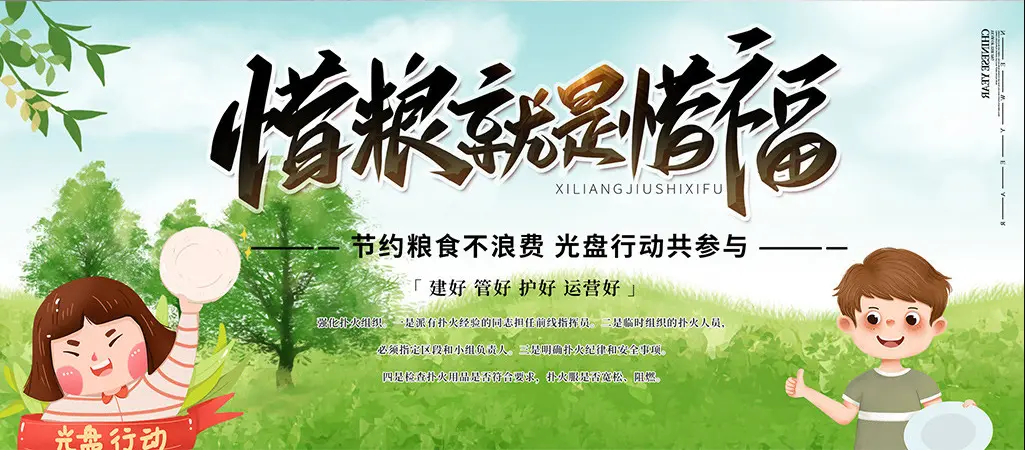 惜粮就是惜福
XILIANGJIUSHIXIFU
节约粮食不浪费 光盘行动共参与
「 建好 管好 护好 运营好 」
强化扑火组织 一是派有扑火经验的同志担任前线指挥员。二是临时组织的扑火人员,
必须指定区段和小组负责人。三是明确扑火纪律和安全事项。
四是检查扑火用品是否符合要求,扑火服是否宽松、阻燃。
光盘行动
CHINESE YEAR